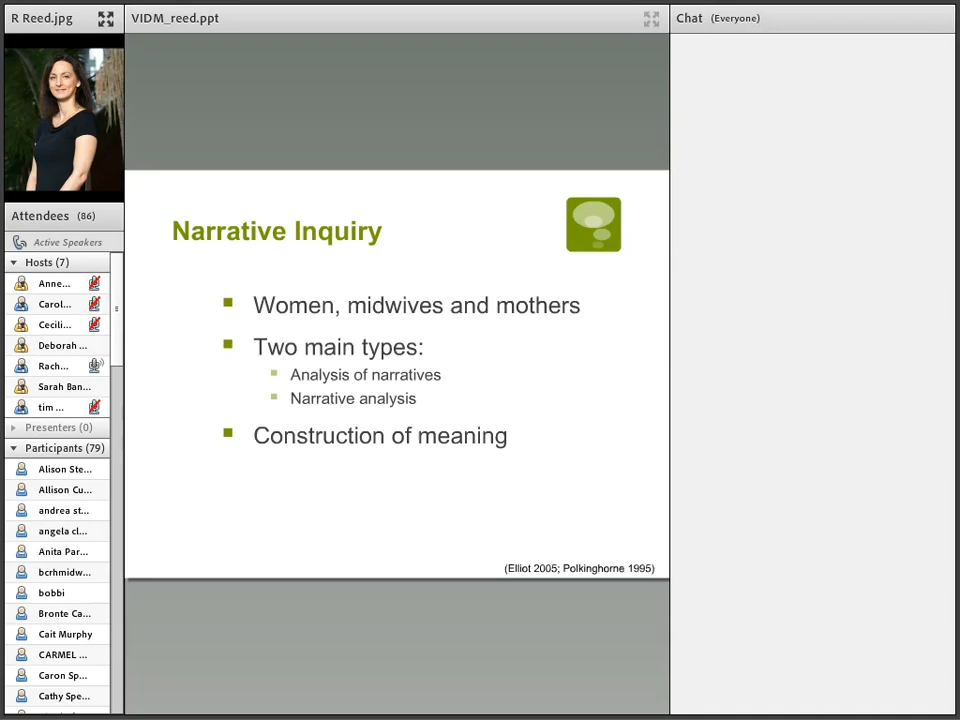 R Reed.jpg
VIDM_reed.ppt
Chat (Everyone)
Attendees (86)
Active Speakers
Hosts (7)
Anne...
Carol...
Cecili...
Deborah ...
Rach...
Sarah Ban...
tim ...
Presenters (0)
Participants (79)
Alison Ste...
Allison Cu...
andrea st...
angela cl...
Anita Par...
bcrhmidw...
bobbi
Bronte Ca...
Cait Murphy
CARMEL ...
Caron Sp...
Cathy Spe...
Narrative Inquiry
Women, midwives and mothers
Two main types:
Analysis of narratives
Narrative analysis
Construction of meaning
(Elliot 2005; Polkinghorne 1995)